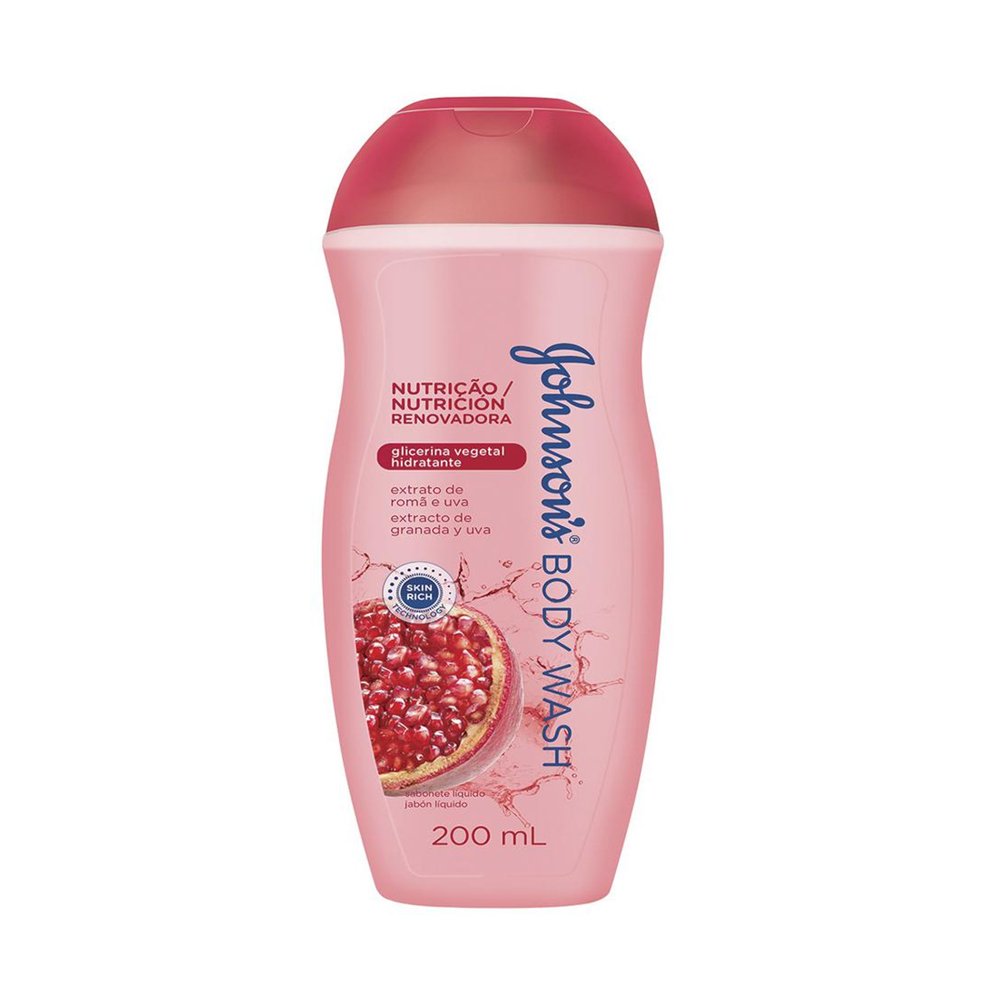 NUTRIÇÃO/
NUTRICIÓN
RENOVADORA
glicerina vegetal
hidratante
extrato de
romã e uva
extracto de
granada y uva
SKIN
RICH
TECHNOLOGY
Johnson's® BODY WASH
sabonete líquido
jabón líquido
200 mL